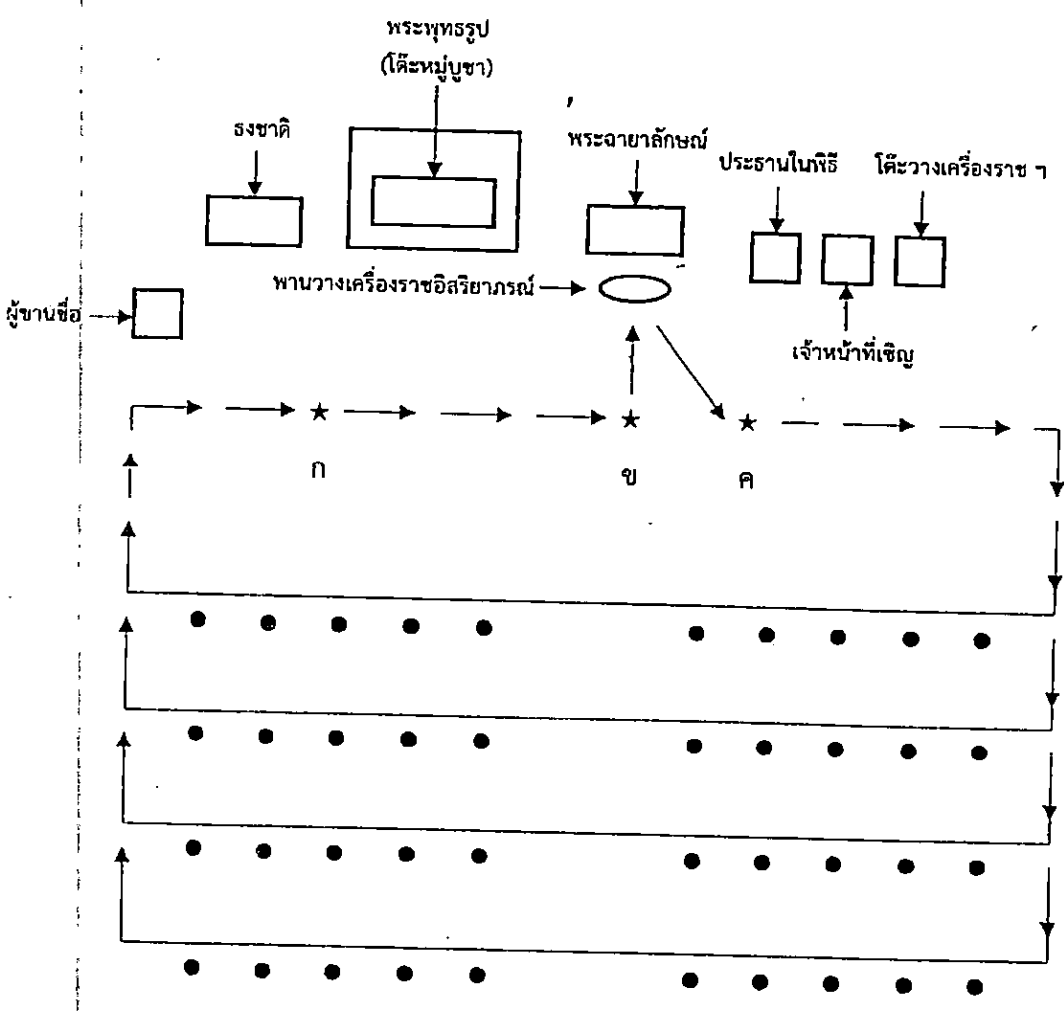 พระพุทธรูป
(โต๊ะหมู่บูชา)
ธงชาติ
พระฉายาลักษณ์
ประธานในพิธี
โต๊ะวางเครื่องราช ฯ
พานวางเครื่องราชอิสริยาภรณ์
ผู้ขานชื่อ
เจ้าหน้าที่เชิญ
ก
ข
ค